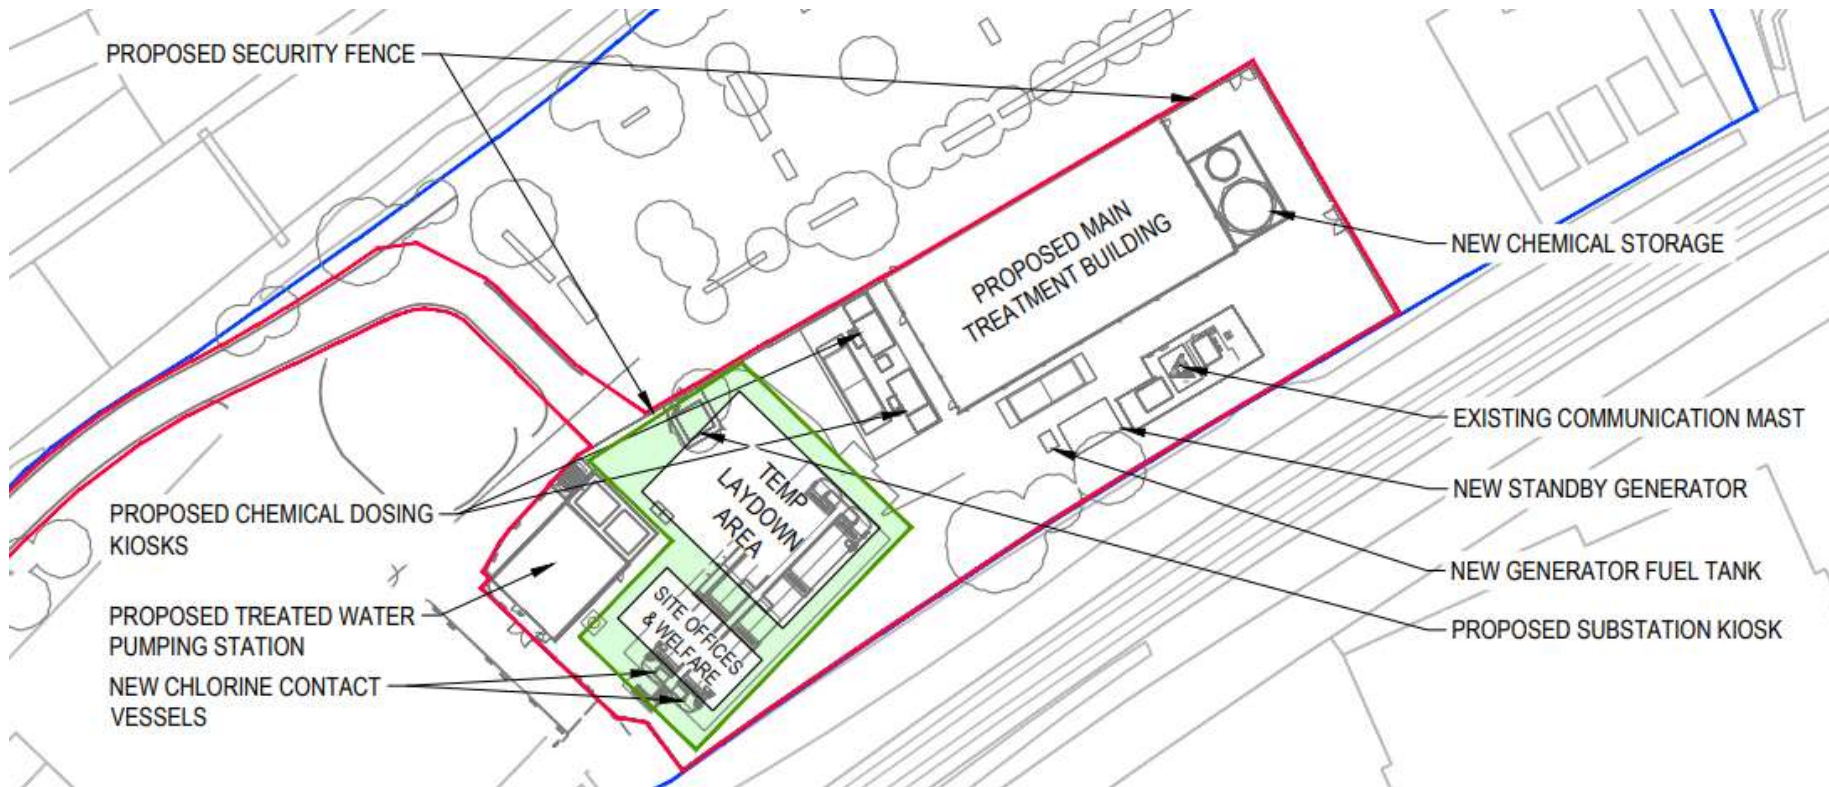 PROPOSED SECURITY FENCE
PROPOSED MAIN
TREATMENT BUILDING
NEW CHEMICAL STORAGE
EXISTING COMMUNICATION MAST
TEMP
LAYDOWN
AREA
NEW STANDBY GENERATOR
PROPOSED CHEMICAL DOSING
KIOSKS
NEW GENERATOR FUEL TANK
PROPOSED TREATED WATER
PUMPING STATION
SITE OFFICES
& WELFARE
PROPOSED SUBSTATION KIOSK
NEW CHLORINE CONTACT
VESSELS